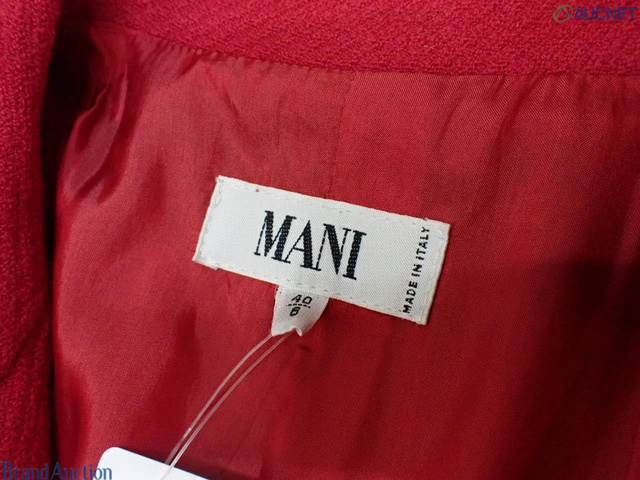 AUCNET
MANI
MADE IN ITALY
40
6
BrandAuction